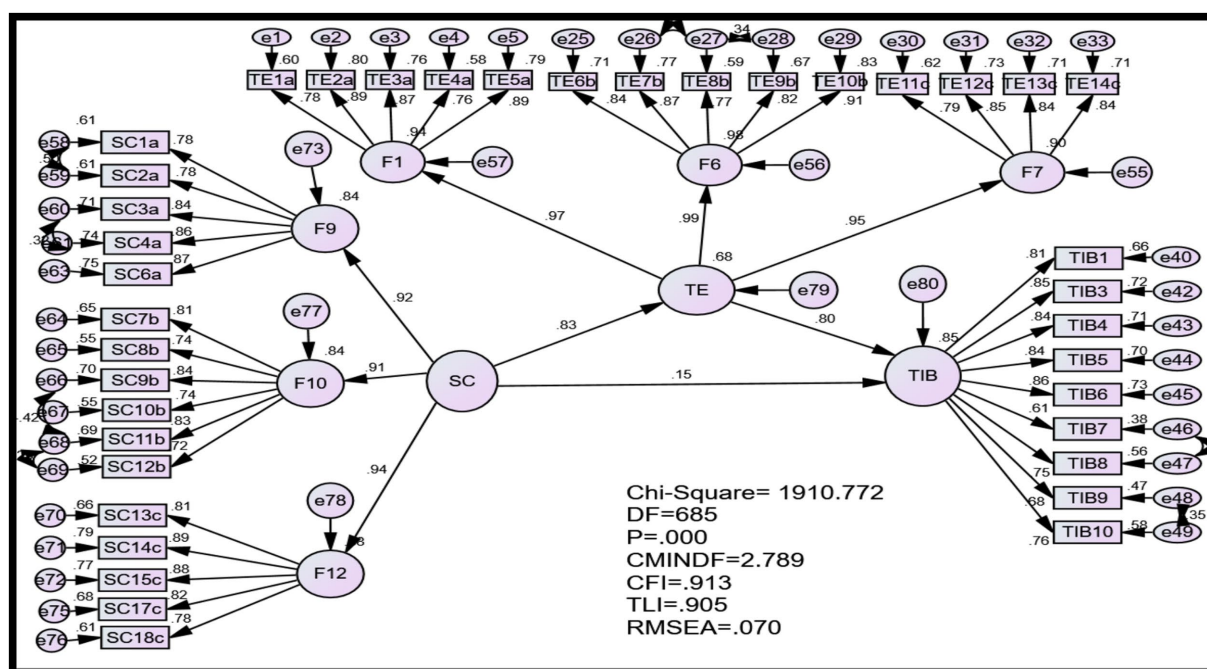 e1 e2 e3 e4 e5 e25 e26 e27 .34 e28 e29 e30 e31 e32 e33
.60 .80 .76 .58 .79 .71 .77 .59 .67 .83 .62 .73 .71 .71
TE1a TE2a TE3a TE4a TE5a TE6b TE7b TE8b TE9b TE10b TE11c TE12c TE13c TE14c
.78 .89 .87 .76 .89 .84 .87 .77 .82 .91 .79 .85 .84 .84
.94 .98 .90
F1 e57 F6 e56 F7 e55
e58 .61 SC1a .78
e59 .61 SC2a .78
e60 .71 SC3a .84
.74 SC4a .86
e63 .75 SC6a .87
e73
.84
F9
.97 .99 .95
.92
.68
TE e79
.83 .80
e80
.85
TIB
.15
SC
e64 .65 SC7b .81
e65 .55 SC8b .74
e66 .70 SC9b .84
e67 .55 SC10b .74
.42
e68 .69 SC11b .83
e69 .52 SC12b .72
e77
.84
F10 .91
.94
e70 .66 SC13c .81
e71 .79 SC14c .89
e72 .77 SC15c .88
e75 .68 SC17c .82
e76 .61 SC18c .78
e78
F12
.81 TIB1 .66 e40
.85 TIB3 .72 e42
.84 TIB4 .71 e43
.84 TIB5 .70 e44
.86 TIB6 .73 e45
.61 TIB7 .38 e46
.75 TIB8 .56 e47
.68 TIB9 .47 e48
.35
.76 TIB10 .58 e49
Chi-Square= 1910.772
DF=685
P=.000
CMINDF=2.789
CFI=.913
TLI=.905
RMSEA=.070